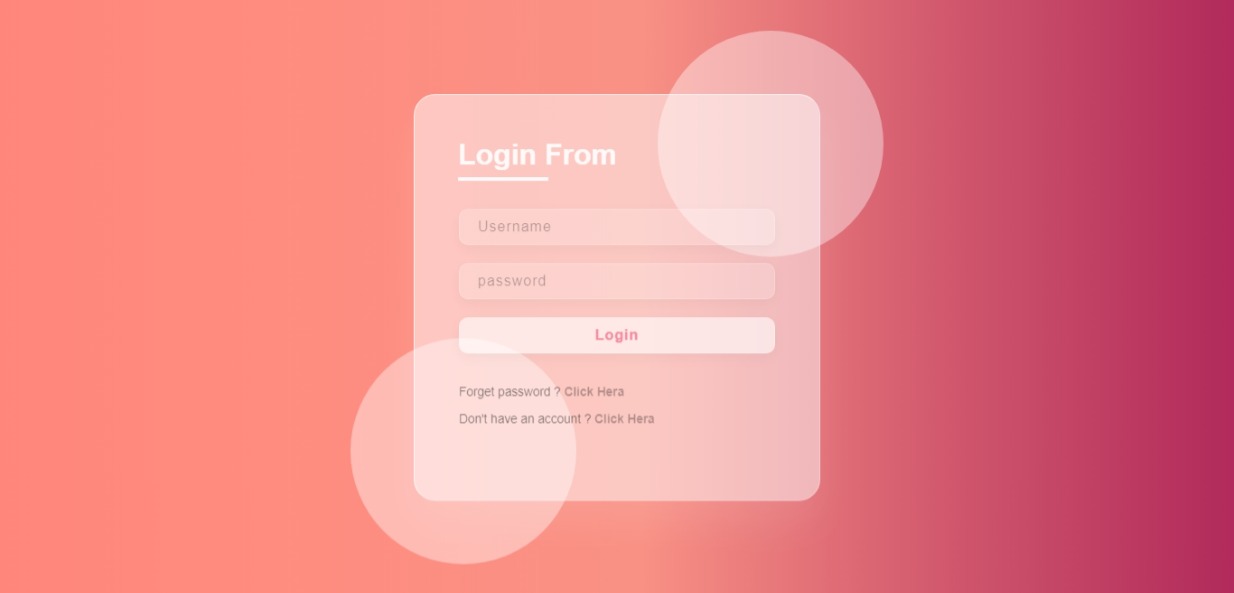 Login From
Username
password
Login
Forget password ? Click Hera
Don't have an account ? Click Hera